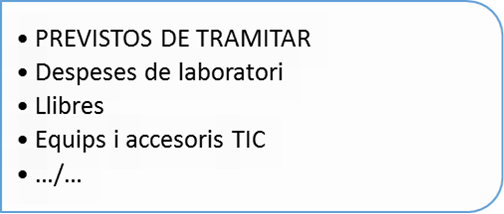 • PREVISTOS DE TRAMITAR
• Despeses de laboratori
• Llibres
• Equips i accesoris TIC
• .../...